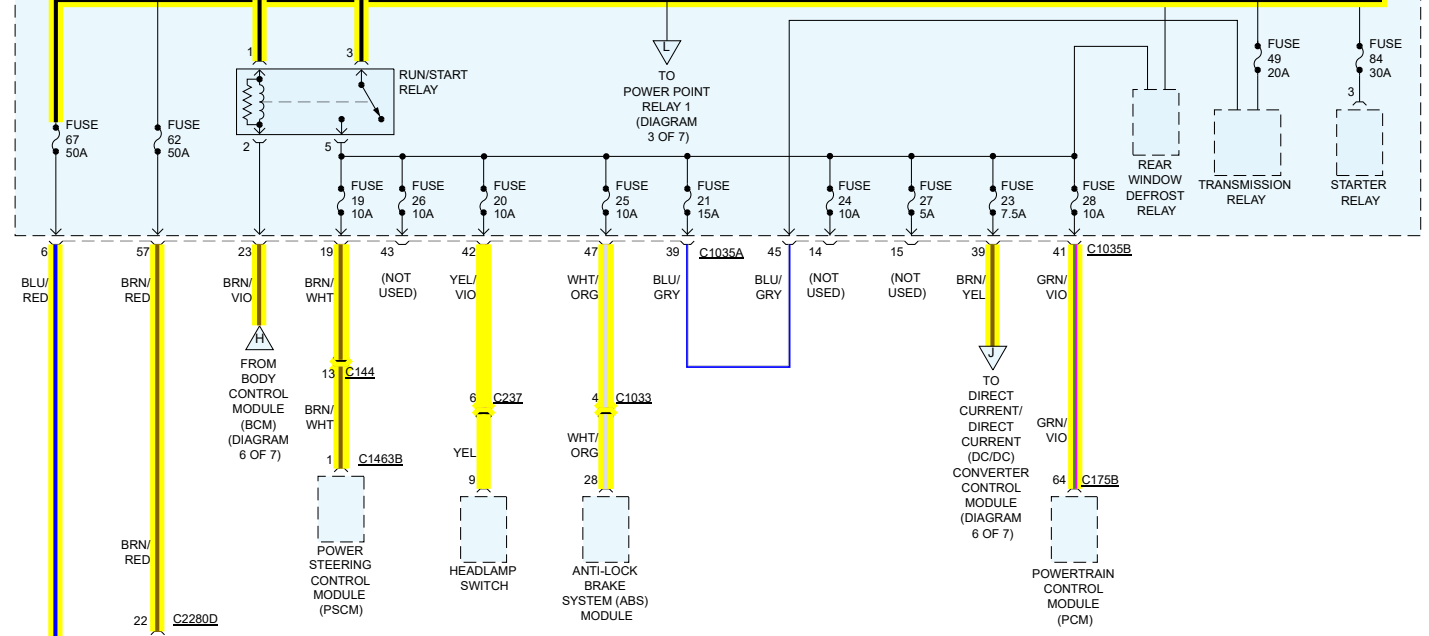 L
TO
POWER POINT
RELAY 1
(DIAGRAM
3 OF 7)
1
3
RUN/START
RELAY
2
5
FUSE
67
50A
FUSE
62
50A
FUSE
49
20A
FUSE
84
30A
3
REAR
WINDOW
DEFROST
RELAY
TRANSMISSION
RELAY
STARTER
RELAY
FUSE
19
10A
FUSE
26
10A
FUSE
20
10A
FUSE
25
10A
FUSE
21
15A
FUSE
24
10A
FUSE
27
5A
FUSE
23
7.5A
FUSE
28
10A
6
57
23
19
43
42
47
39
C1035A
45
14
15
39
41
C1035B
BLU/
RED
BRN/
RED
BRN/
VIO
BRN/
WHT
(NOT
USED)
YEL/
VIO
WHT/
ORG
BLU/
GRY
BLU/
GRY
(NOT
USED)
(NOT
USED)
BRN/
YEL
GRN/
VIO
H
FROM
BODY
CONTROL
MODULE
(BCM)
(DIAGRAM
6 OF 7)
13
C144
BRN/
WHT
1
C1463B
POWER
STEERING
CONTROL
MODULE
(PSCM)
6
C237
YEL
9
HEADLAMP
SWITCH
4
C1033
WHT/
ORG
28
ANTI-LOCK
BRAKE
SYSTEM (ABS)
MODULE
J
TO
DIRECT
CURRENT/
DIRECT
CURRENT
(DC/DC)
CONVERTER
CONTROL
MODULE
(DIAGRAM
6 OF 7)
GRN/
VIO
64
C175B
POWERTRAIN
CONTROL
MODULE
(PCM)
BRN/
RED
22
C2280D